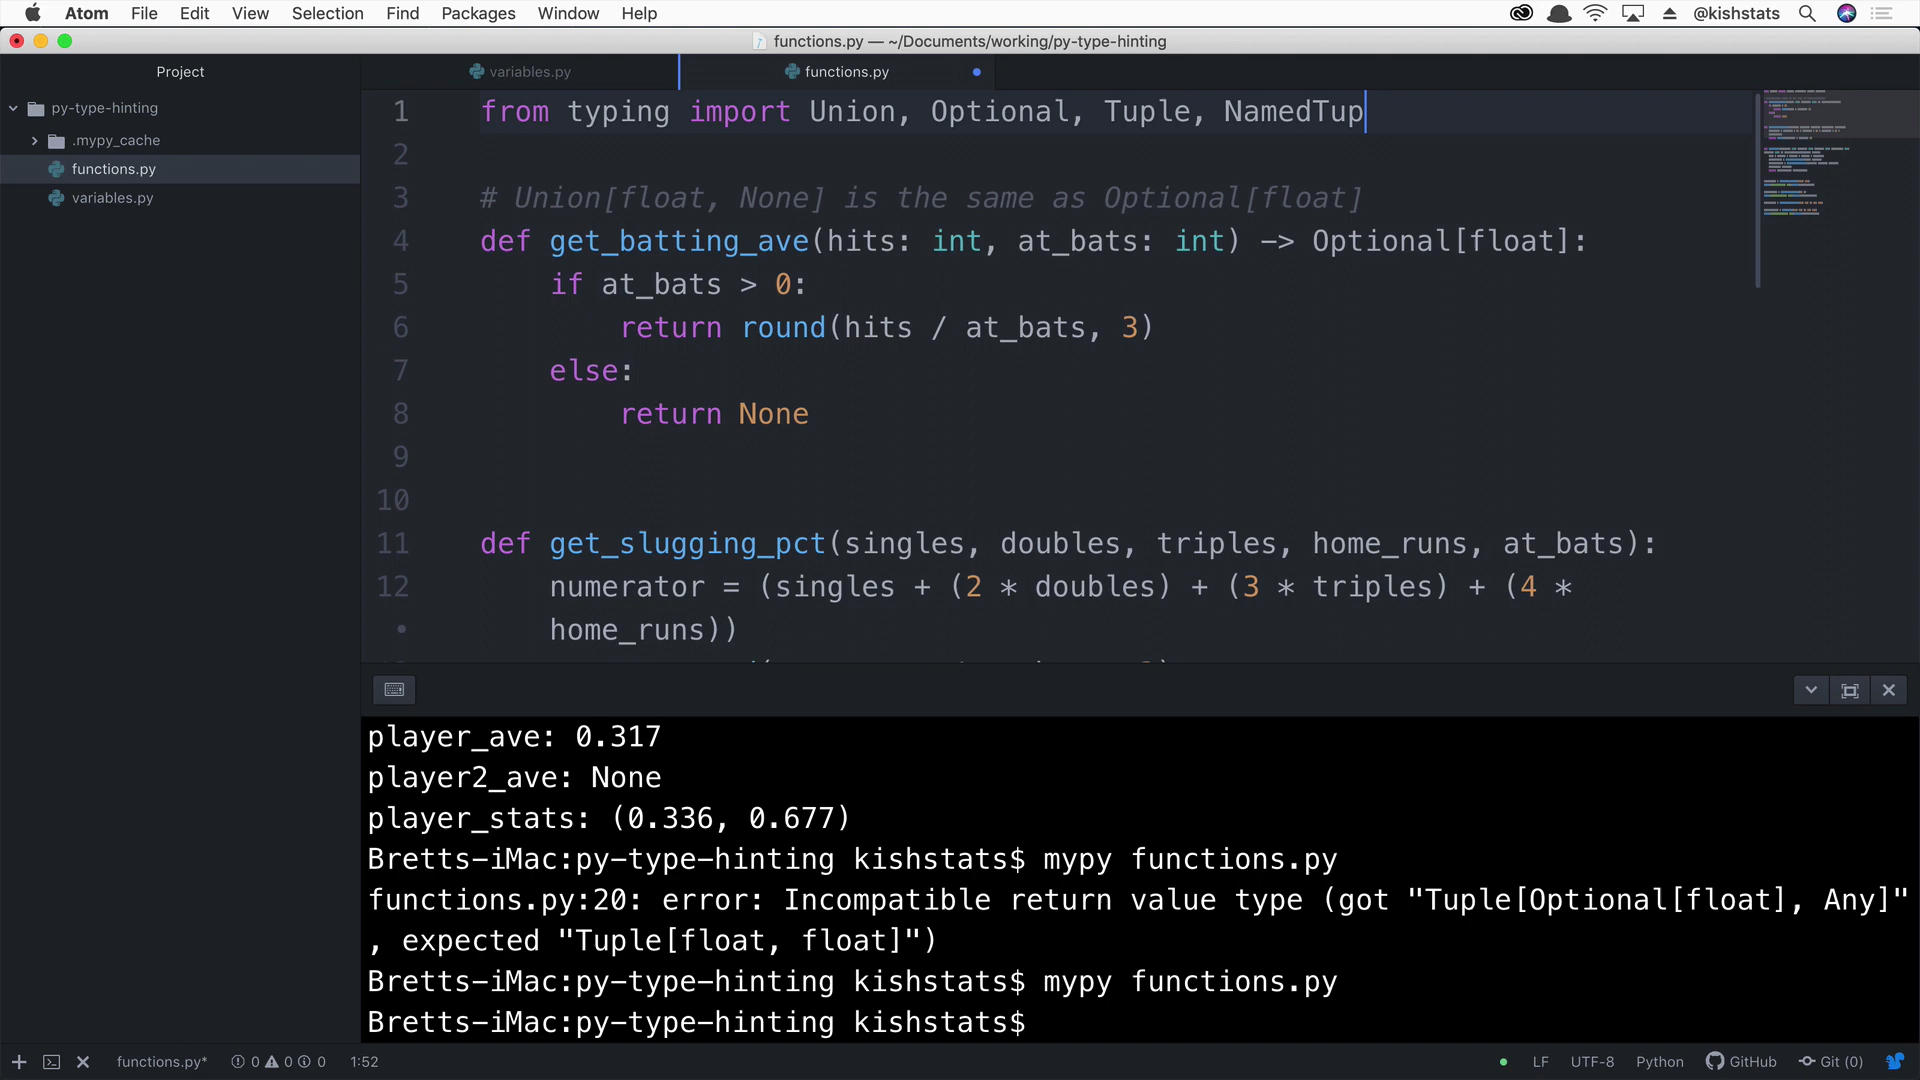 Atom File Edit View Selection Find Packages Window Help @kishstats
functions.py — ~/Documents/working/py-type-hinting
Project
variables.py
functions.py
py-type-hinting
.mypy_cache
functions.py
variables.py
1 from typing import Union, Optional, Tuple, NamedTup
2
3 # Union[float, None] is the same as Optional[float]
4 def get_batting_ave(hits: int, at_bats: int) -> Optional[float]:
5 if at_bats > 0:
6 return round(hits / at_bats, 3)
7 else:
8 return None
9
10
11 def get_slugging_pct(singles, doubles, triples, home_runs, at_bats):
12 numerator = (singles + (2 * doubles) + (3 * triples) + (4 *
• home_runs))
player_ave: 0.317
player2_ave: None
player_stats: (0.336, 0.677)
Bretts-iMac:py-type-hinting kishstats$ mypy functions.py
functions.py:20: error: Incompatible return value type (got "Tuple[Optional[float], Any]"
, expected "Tuple[float, float]")
Bretts-iMac:py-type-hinting kishstats$ mypy functions.py
Bretts-iMac:py-type-hinting kishstats$
functions.py* 0 0 0 1:52 LF UTF-8 Python GitHub Git (0)